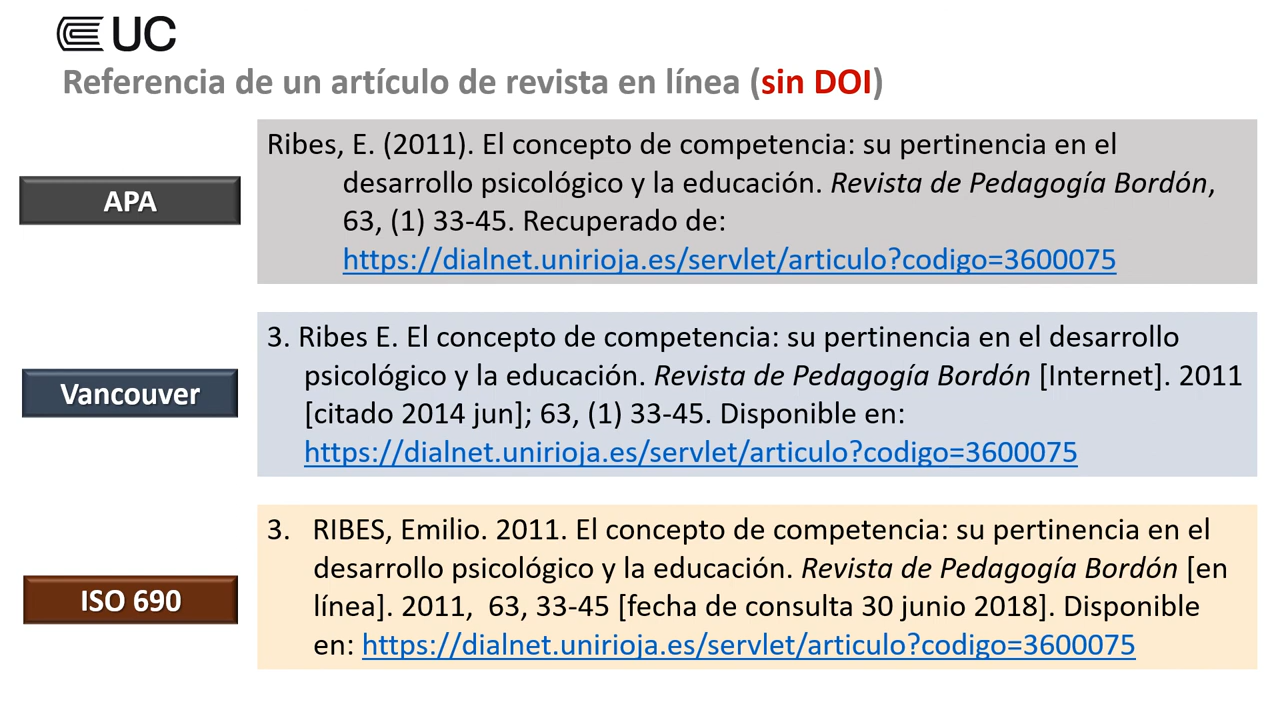 UC
Referencia de un artículo de revista en línea (sin DOI)
APA
Ribes, E. (2011). El concepto de competencia: su pertinencia en el
desarrollo psicológico y la educación. Revista de Pedagogía Bordón,
63, (1) 33-45. Recuperado de:
https://dialnet.unirioja.es/servlet/articulo?codigo=3600075
Vancouver
3. Ribes E. El concepto de competencia: su pertinencia en el desarrollo
psicológico y la educación. Revista de Pedagogía Bordón [Internet]. 2011
[citado 2014 jun]; 63, (1) 33-45. Disponible en:
https://dialnet.unirioja.es/servlet/articulo?codigo=3600075
ISO 690
3. RIBES, Emilio. 2011. El concepto de competencia: su pertinencia en el
desarrollo psicológico y la educación. Revista de Pedagogía Bordón [en
línea]. 2011, 63, 33-45 [fecha de consulta 30 junio 2018]. Disponible
en: https://dialnet.unirioja.es/servlet/articulo?codigo=3600075